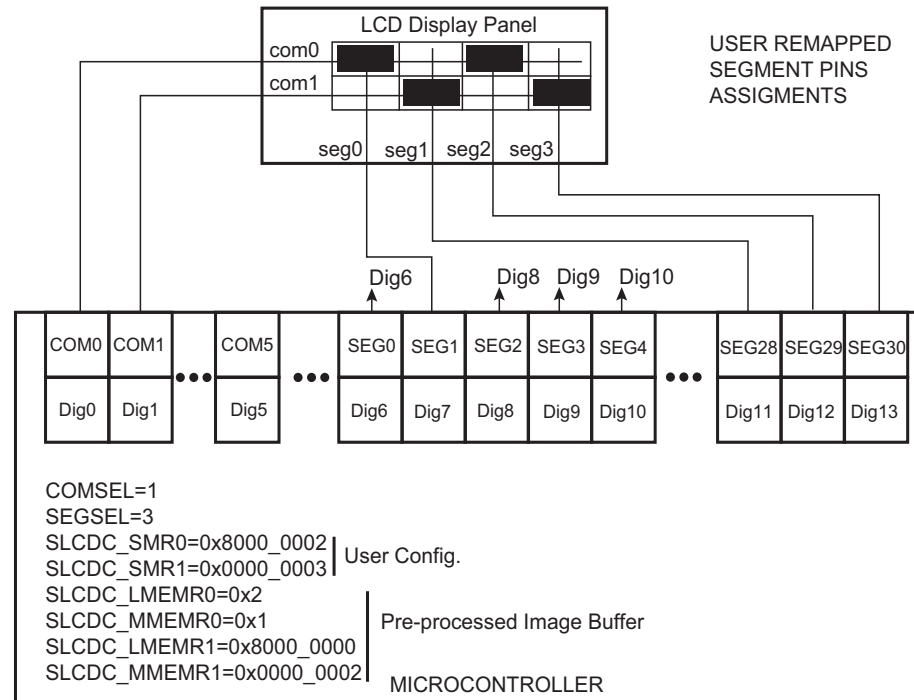 LCD Display Panel
com0
com1
USER REMAPPED
SEGMENT PINS
ASSIGMENTS
seg0 seg1 seg2 seg3
Dig6 Dig8 Dig9 Dig10
COM0 COM1 COM5 SEG0 SEG1 SEG2 SEG3 SEG4 SEG28 SEG29 SEG30
Dig0 Dig1 Dig5 Dig6 Dig7 Dig8 Dig9 Dig10 Dig11 Dig12 Dig13
COMSEL=1
SEGSEL=3
SLCDC_SMR0=0x8000_0002
SLCDC_SMR1=0x0000_0003
User Config.
SLCDC_LMEMR0=0x2
SLCDC_MMEMR0=0x1
SLCDC_LMEMR1=0x8000_0000
SLCDC_MMEMR1=0x0000_0002
Pre-processed Image Buffer
MICROCONTROLLER